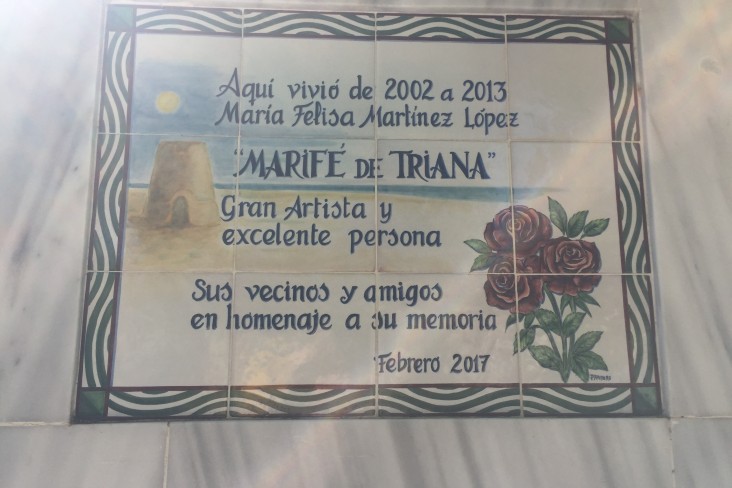 Aquí vivió de 2002 a 2013
María Felisa Martínez López
"MARIFÉ DE TRIANA"
Gran Artista y
excelente persona
Sus vecinos y amigos
en homenaje a su memoria
Febrero 2017